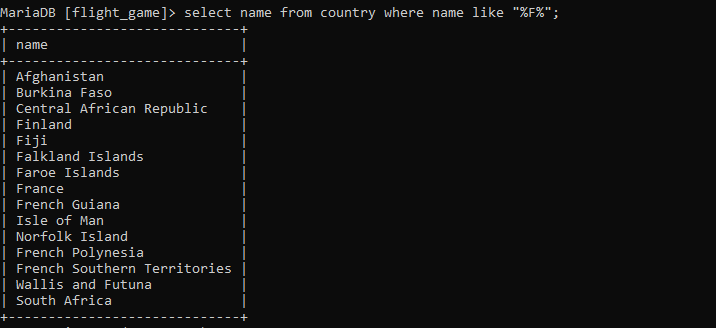 MariaDB [flight_game]> select name from country where name like "%F%";
+-----------------------------+
| name                        |
+-----------------------------+
| Afghanistan                 |
| Burkina Faso                |
| Central African Republic    |
| Finland                     |
| Fiji                        |
| Falkland Islands            |
| Faroe Islands               |
| France                      |
| French Guiana               |
| Isle of Man                 |
| Norfolk Island              |
| French Polynesia            |
| French Southern Territories |
| Wallis and Futuna           |
| South Africa                |
+-----------------------------+